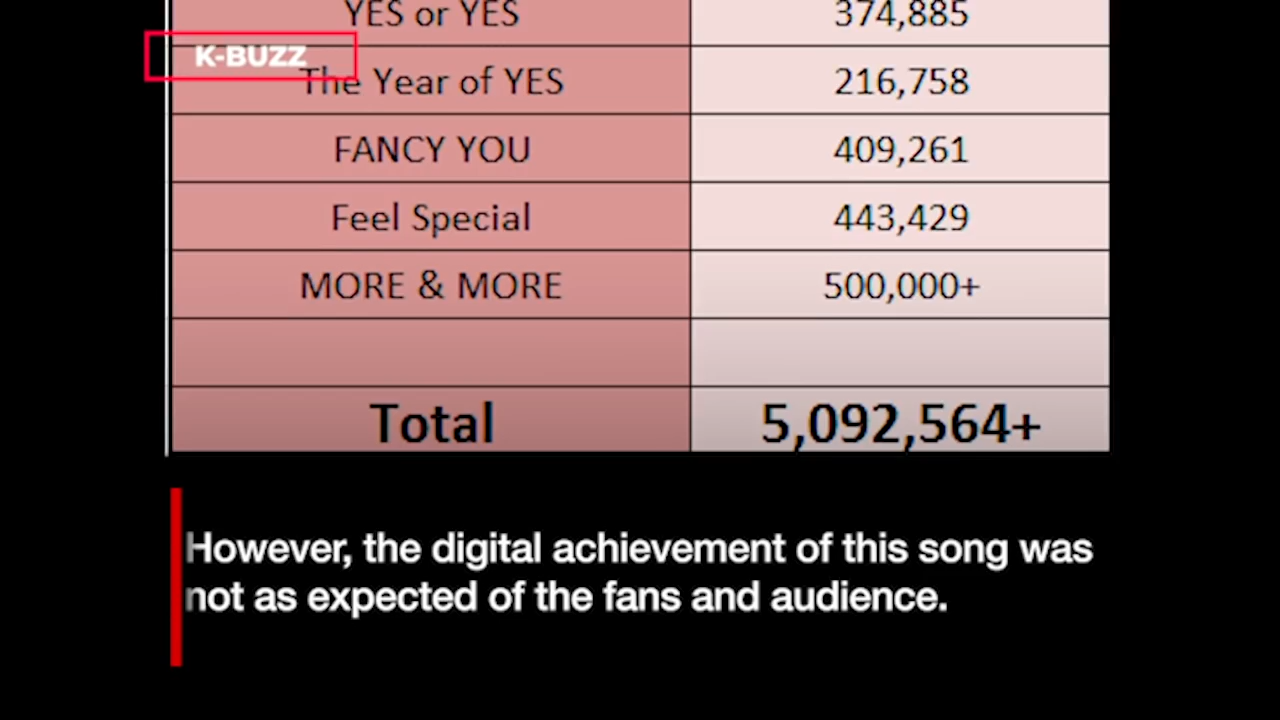 YES or YES 374,885
K-BUZZ
The Year of YES 216,758
FANCY YOU 409,261
Feel Special 443,429
MORE & MORE 500,000+
Total 5,092,564+
However, the digital achievement of this song was
not as expected of the fans and audience.